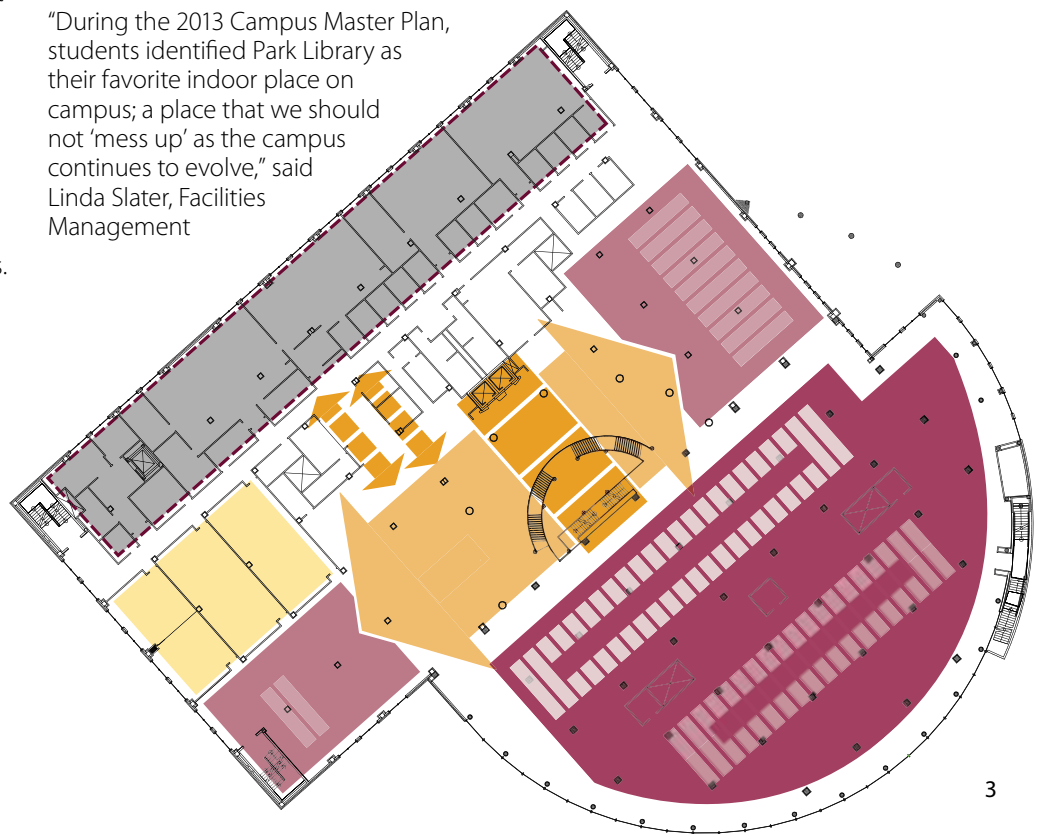 “During the 2013 Campus Master Plan,
students identified Park Library as
their favorite indoor place on
campus; a place that we should
not ‘mess up’ as the campus
continues to evolve,” said
Linda Slater, Facilities
Management
s.
3